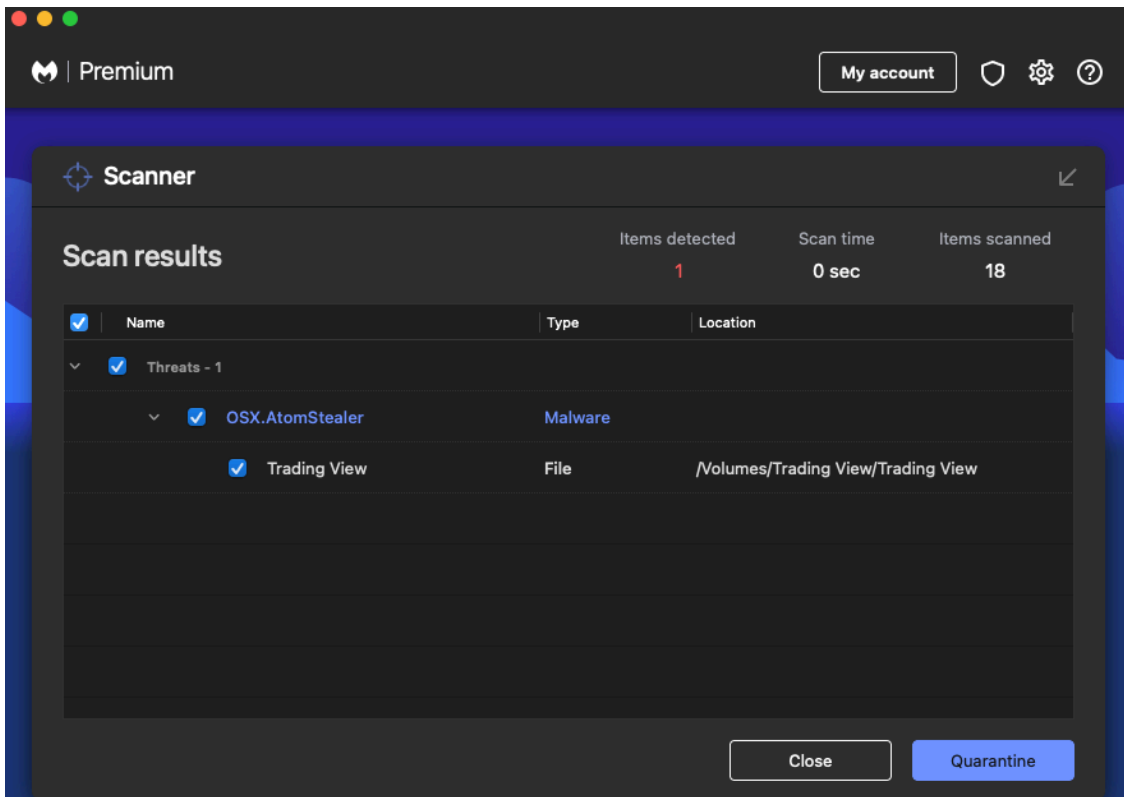 Premium
My account
Scanner
Scan results
Items detected
1
Scan time
0 sec
Items scanned
18
Name Type Location
Threats - 1
OSX.AtomStealer Malware
Trading View File /Volumes/Trading View/Trading View
Close Quarantine